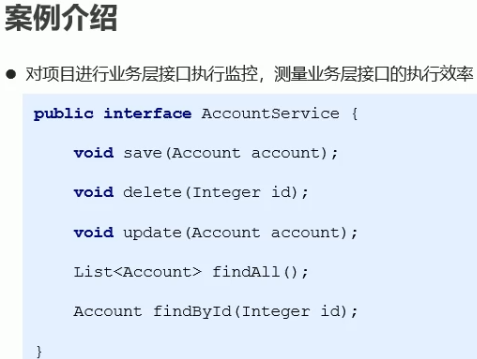 案例介绍
● 对项目进行业务层接口执行监控，测量业务层接口的执行效率
public interface AccountService {
void save(Account account);
void delete(Integer id);
void update(Account account);
List<Account> findAll();
Account findById(Integer id);
}